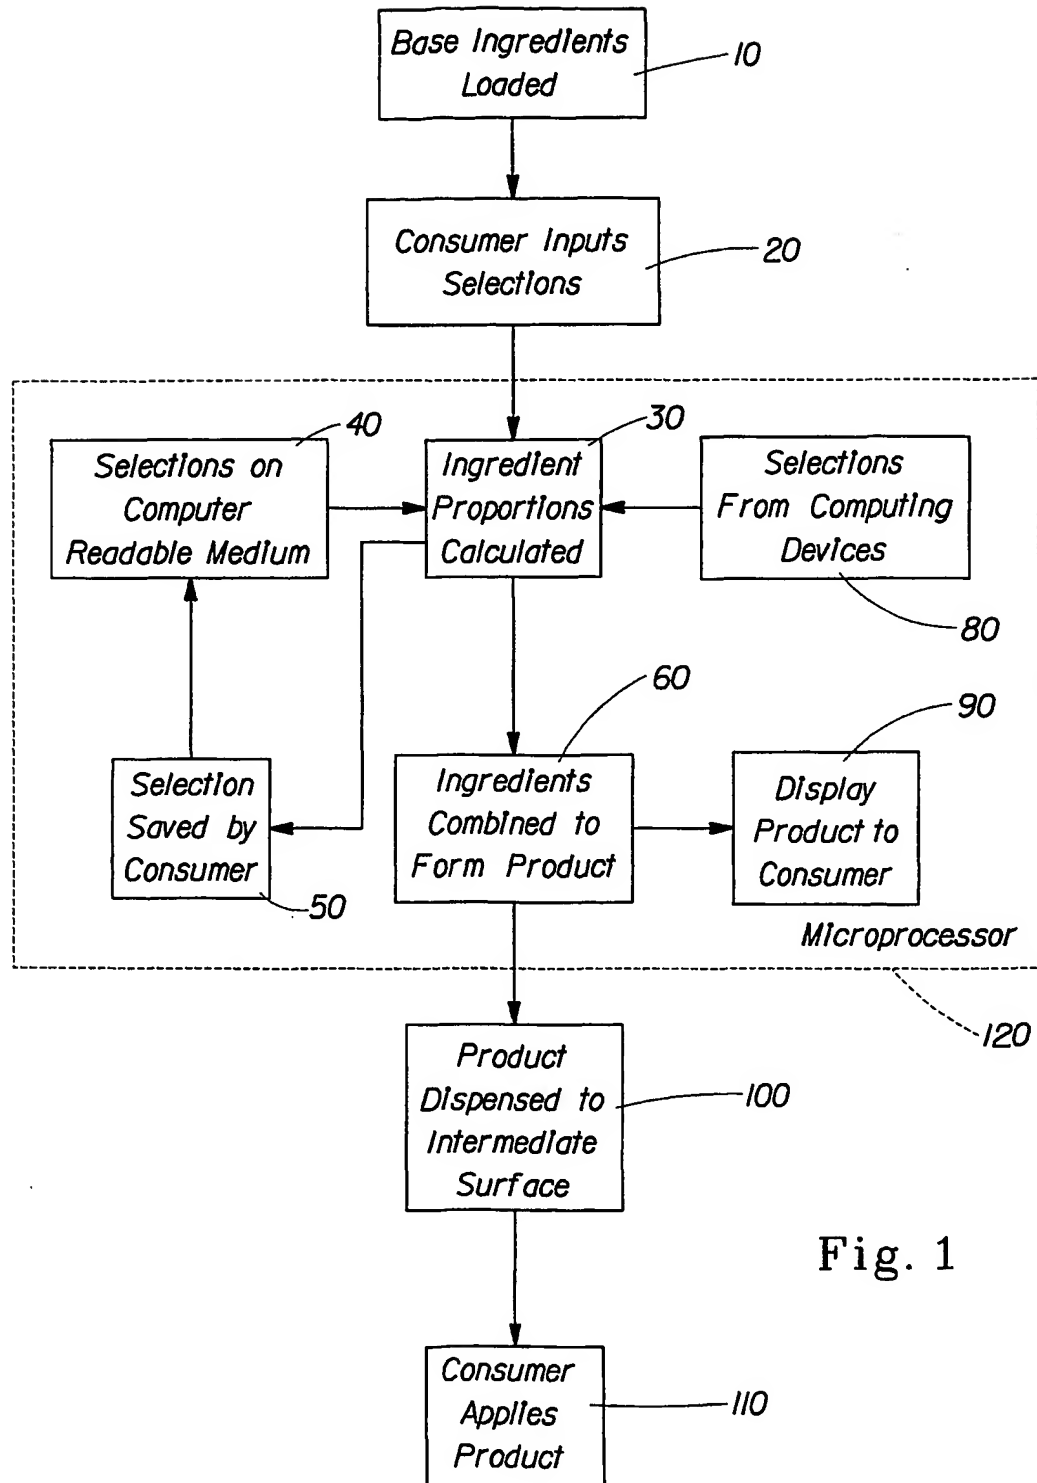 Base Ingredients
Loaded
10
Consumer Inputs
Selections
20
40
30
Selections on
Computer
Readable Medium
Ingredient
Proportions
Calculated
Selections
From Computing
Devices
80
60
90
Selection
Saved by
Consumer
50
Ingredients
Combined to
Form Product
Display
Product to
Consumer
Microprocessor
120
Product
Dispensed to
Intermediate
Surface
100
Fig. 1
Consumer
Applies
Product
110